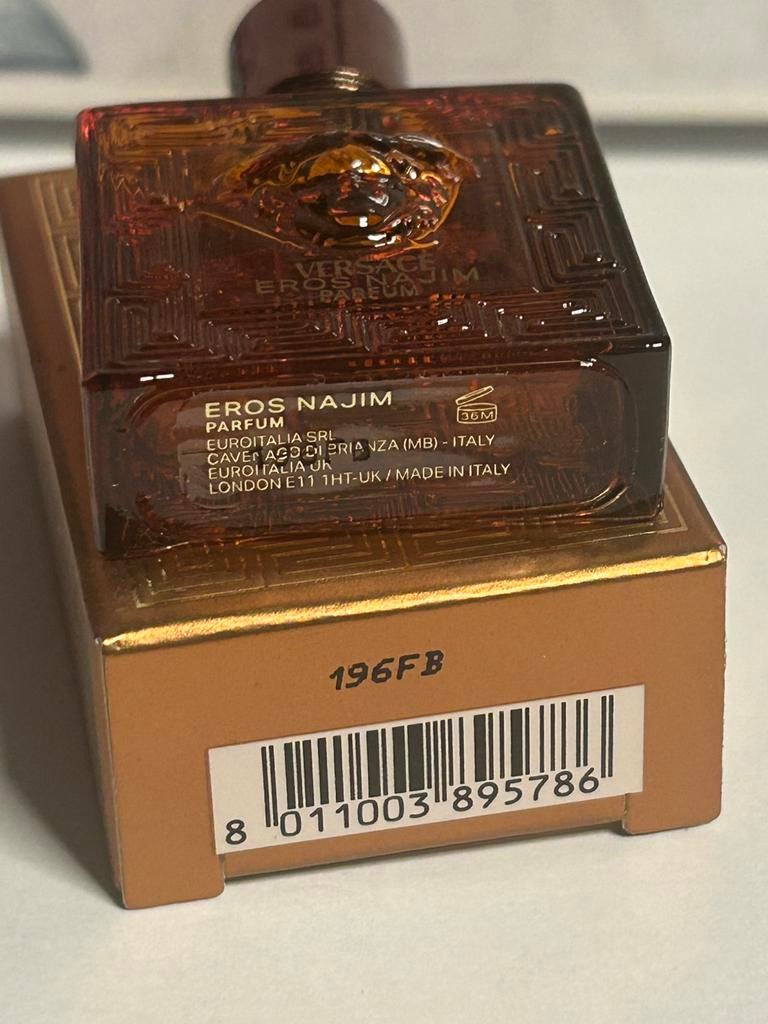 VERSACE
EROS NAJIM
PARFUM
EROS NAJIM
PARFUM
36M
EUROITALIA SRL
CAVENAGO DI BRIANZA (MB) - ITALY
EUROITALIA UK
LONDON E11 1HT-UK / MADE IN ITALY
196FB
8 011003 895786